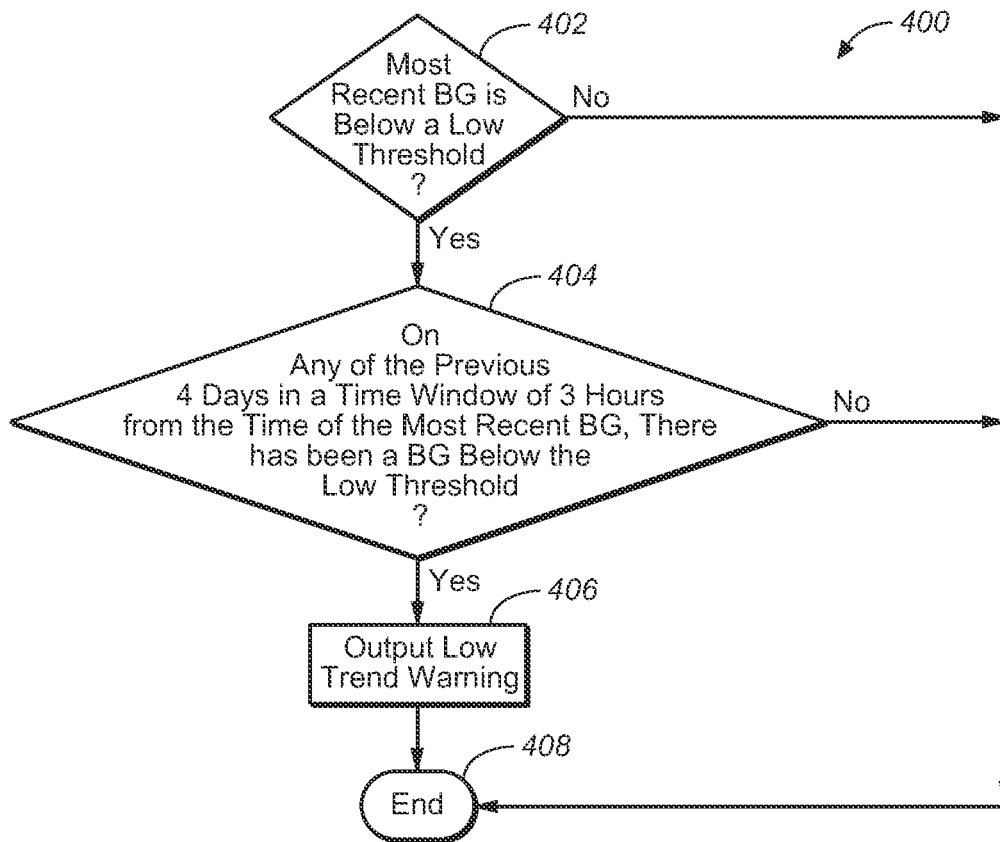 402
400
Most
Recent BG is
Below a Low
Threshold
?
No
Yes
404
On
Any of the Previous
4 Days in a Time Window of 3 Hours
from the Time of the Most Recent BG, There
has been a BG Below the
Low Threshold
?
No
Yes
406
Output Low
Trend Warning
408
End